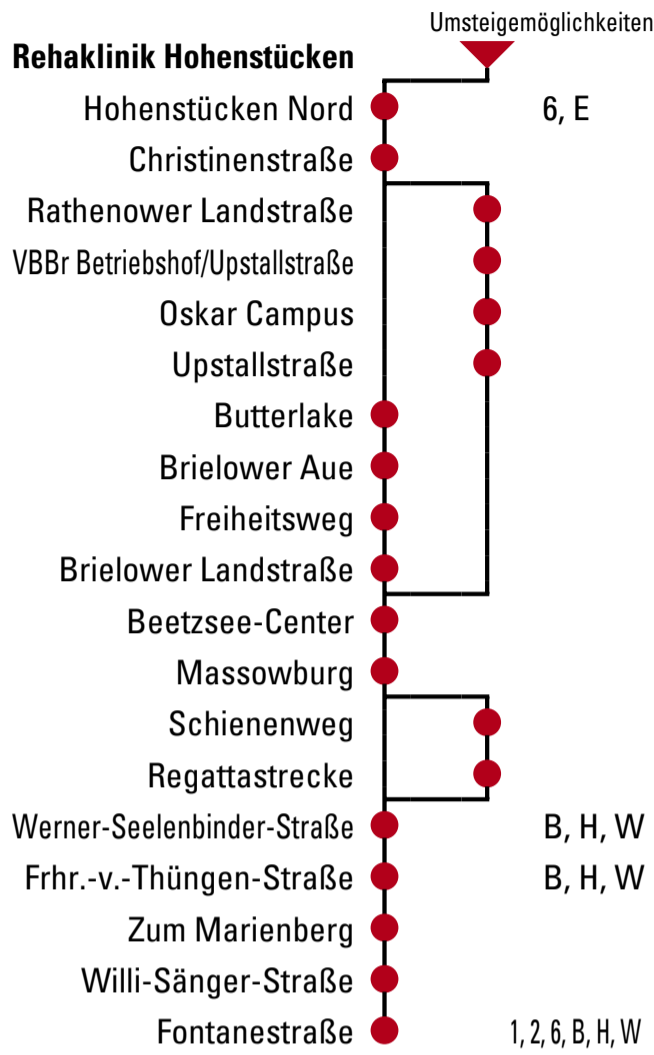 Umsteigemöglichkeiten
Rehaklinik Hohenstücken
Hohenstücken Nord 6, E
Christinenstraße
Rathenower Landstraße
VBBr Betriebshof/Upstallstraße
Oskar Campus
Upstallstraße
Butterlake
Brielower Aue
Freiheitsweg
Brielower Landstraße
Beetzsee-Center
Massowburg
Schienenweg
Regattastrecke
Werner-Seelenbinder-Straße B, H, W
Frhr.-v.-Thüngen-Straße B, H, W
Zum Marienberg
Willi-Sänger-Straße
Fontanestraße 1, 2, 6, B, H, W